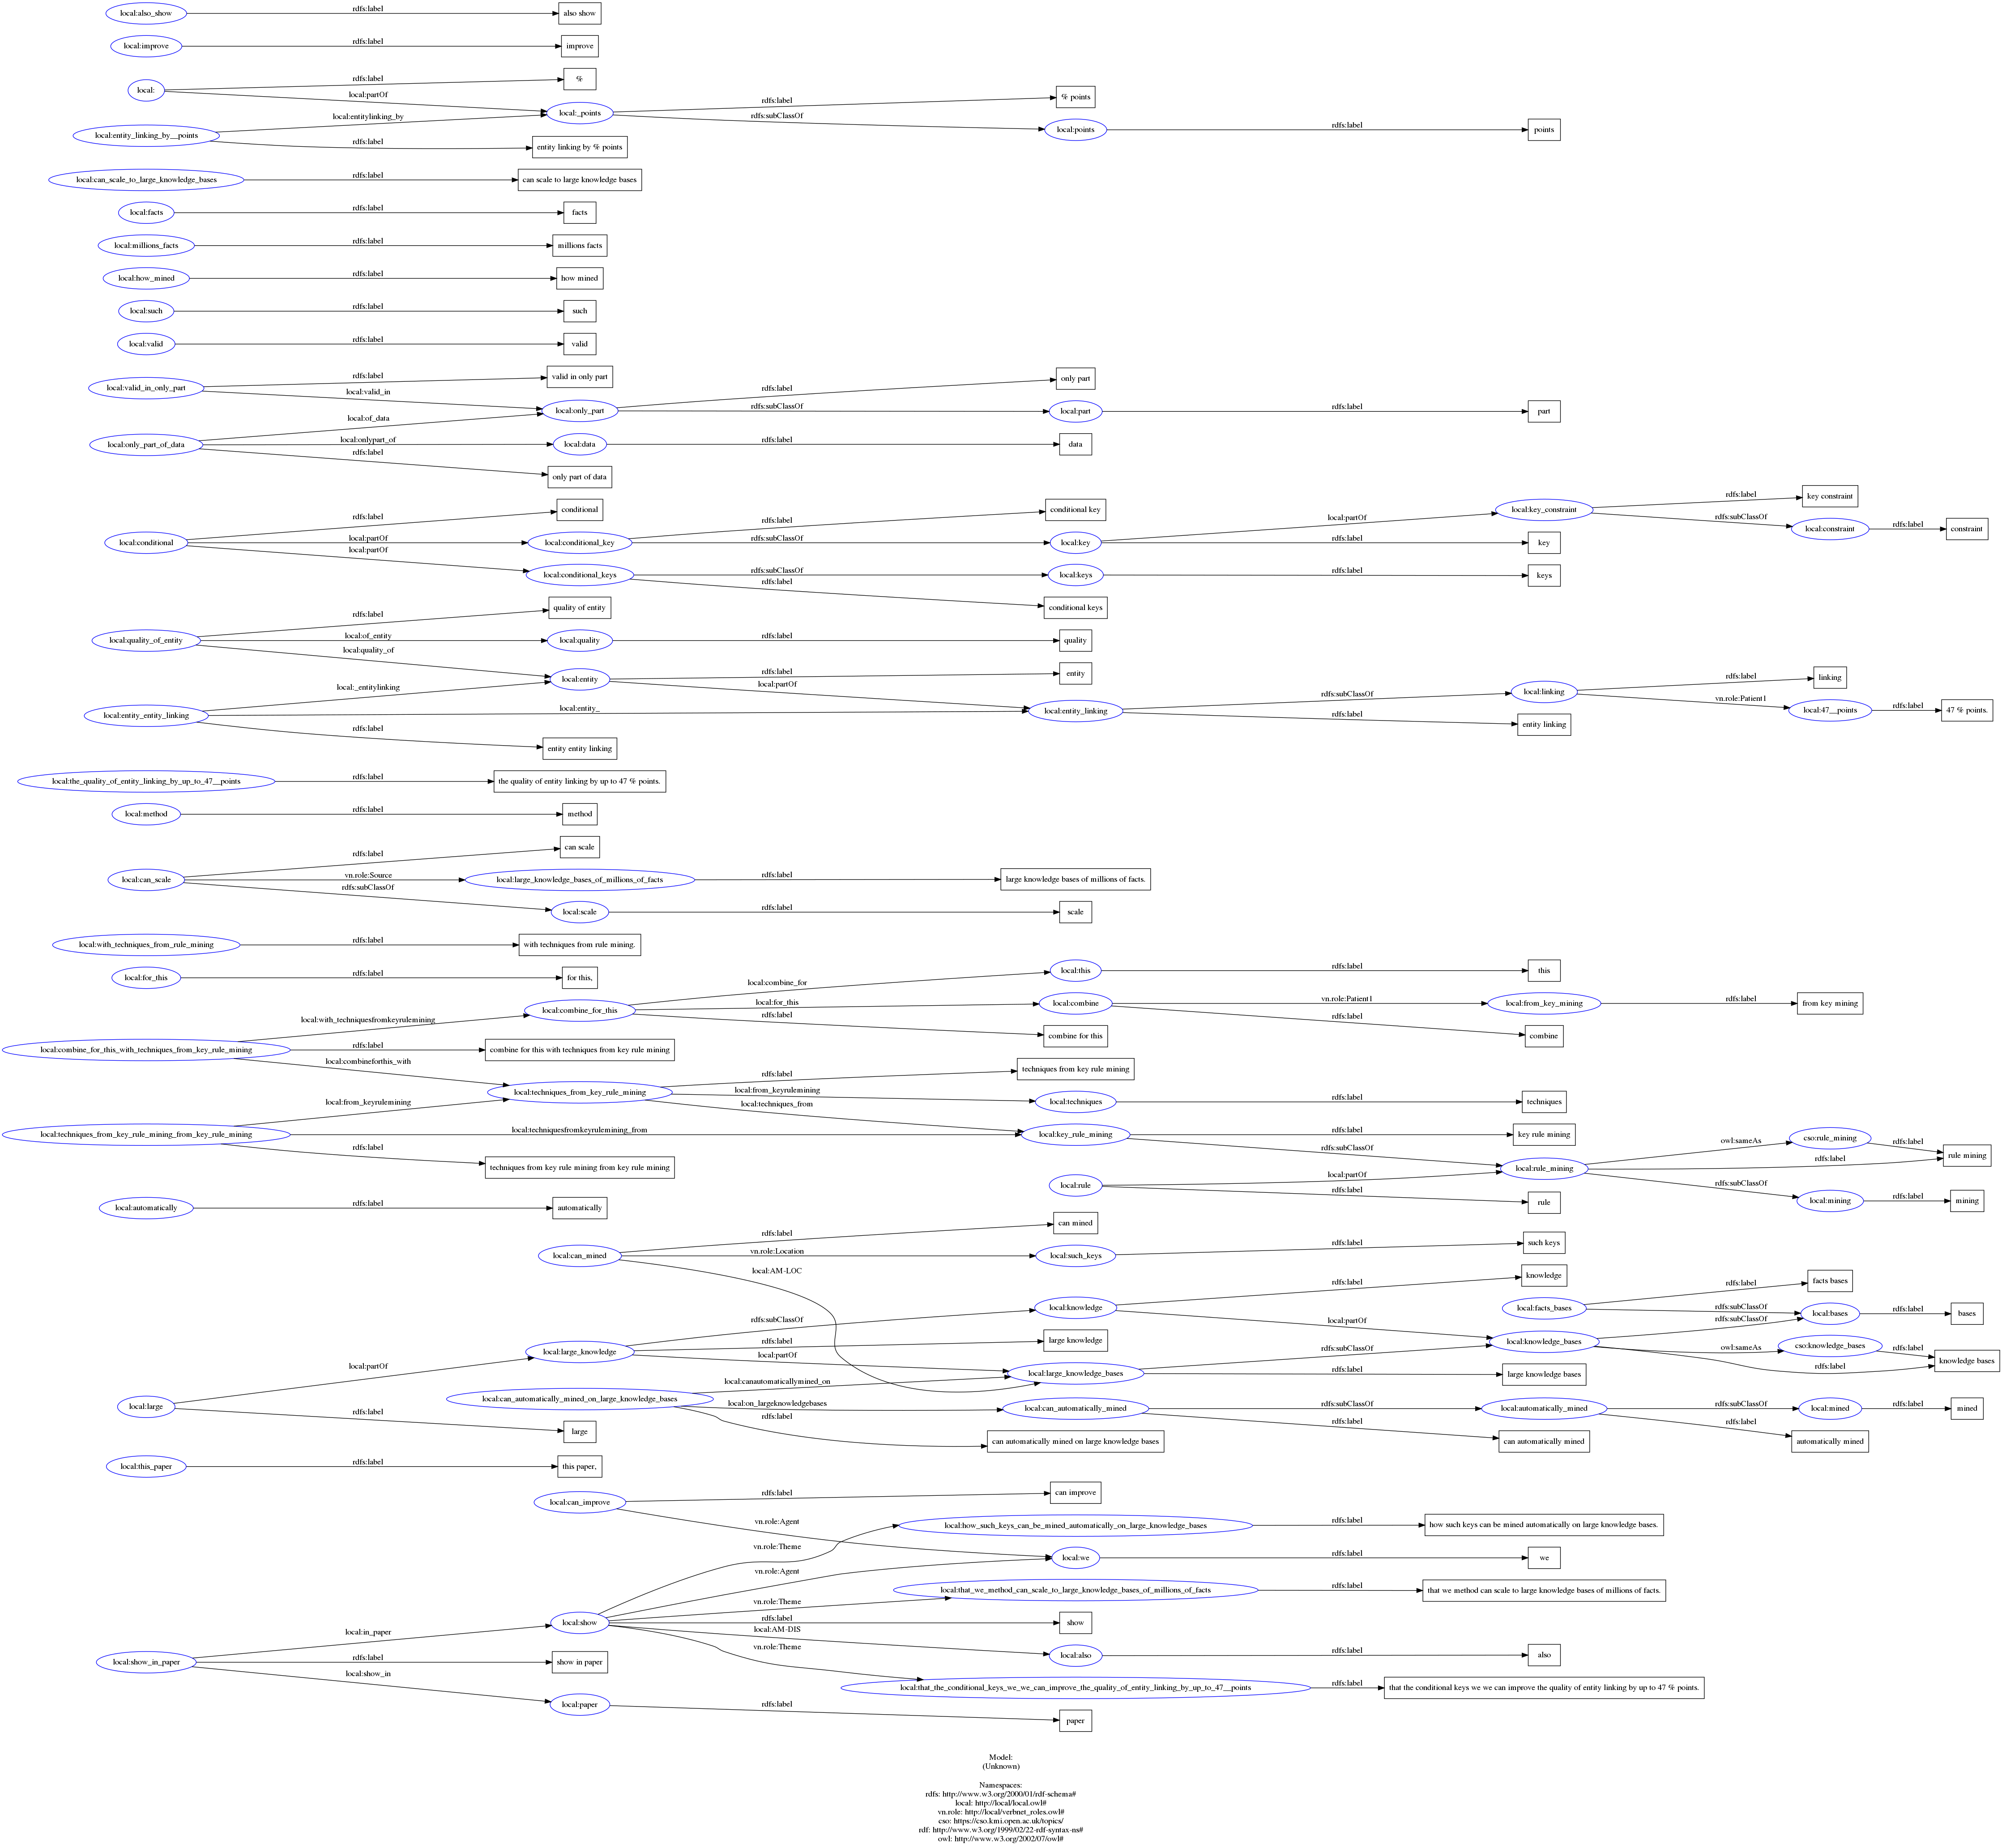 local:also_show
rdfs:label
also show
local:improve
rdfs:label
improve
local:
rdfs:label
%
local:partOf
local:_points
rdfs:label
% points
rdfs:subClassOf
local:points
rdfs:label
points
local:entity_linking_by__points
local:entitylinking_by
rdfs:label
entity linking by % points
local:can_scale_to_large_knowledge_bases
rdfs:label
can scale to large knowledge bases
local:facts
rdfs:label
facts
local:millions_facts
rdfs:label
millions facts
local:how_mined
rdfs:label
how mined
local:such
rdfs:label
such
local:valid
rdfs:label
valid
local:valid_in_only_part
rdfs:label
valid in only part
local:valid_in
local:only_part
rdfs:label
only part
rdfs:subClassOf
local:part
rdfs:label
part
local:only_part_of_data
local:of_data
local:onlypart_of
local:data
rdfs:label
data
rdfs:label
only part of data
local:conditional
rdfs:label
conditional
local:partOf
local:conditional_key
rdfs:label
conditional key
rdfs:subClassOf
local:key
local:partOf
local:key_constraint
rdfs:label
key constraint
rdfs:subClassOf
local:constraint
rdfs:label
constraint
rdfs:label
key
local:partOf
local:conditional_keys
rdfs:subClassOf
local:keys
rdfs:label
keys
rdfs:label
conditional keys
local:quality_of_entity
rdfs:label
quality of entity
local:of_entity
local:quality
rdfs:label
quality
local:quality_of
local:entity
rdfs:label
entity
local:partOf
local:entity_entity_linking
local:_entitylinking
local:entity_
local:entity_linking
rdfs:subClassOf
local:linking
rdfs:label
linking
vn.role:Patient1
local:47__points
rdfs:label
47 % points.
rdfs:label
entity linking
rdfs:label
entity entity linking
local:the_quality_of_entity_linking_by_up_to_47__points
rdfs:label
the quality of entity linking by up to 47 % points.
local:method
rdfs:label
method
local:can_scale
rdfs:label
can scale
vn.role:Source
local:large_knowledge_bases_of_millions_of_facts
rdfs:label
large knowledge bases of millions of facts.
rdfs:subClassOf
local:scale
rdfs:label
scale
local:with_techniques_from_rule_mining
rdfs:label
with techniques from rule mining.
local:for_this
rdfs:label
for this,
local:combine_for_this_with_techniques_from_key_rule_mining
local:with_techniquesfromkeyrulemining
local:combine_for_this
local:combine_for
local:this
rdfs:label
this
local:for_this
local:combine
vn.role:Patient1
local:from_key_mining
rdfs:label
from key mining
rdfs:label
combine
rdfs:label
combine for this
rdfs:label
combine for this with techniques from key rule mining
local:combineforthis_with
local:techniques_from_key_rule_mining
rdfs:label
techniques from key rule mining
local:from_keyrulemining
local:techniques
rdfs:label
techniques
local:techniques_from
local:techniques_from_key_rule_mining_from_key_rule_mining
local:from_keyrulemining
local:techniquesfromkeyrulemining_from
local:key_rule_mining
rdfs:label
key rule mining
rdfs:subClassOf
local:rule_mining
owl:sameAs
cso:rule_mining
rdfs:label
rule mining
rdfs:label
rdfs:subClassOf
local:mining
rdfs:label
mining
rdfs:label
techniques from key rule mining from key rule mining
local:rule
local:partOf
rdfs:label
rule
local:automatically
rdfs:label
automatically
local:can_mined
rdfs:label
can mined
vn.role:Location
local:such_keys
rdfs:label
such keys
local:AM-LOC
local:large
local:partOf
local:large_knowledge
rdfs:subClassOf
local:knowledge
rdfs:label
knowledge
local:partOf
local:knowledge_bases
local:facts_bases
rdfs:label
facts bases
rdfs:subClassOf
local:bases
rdfs:label
bases
rdfs:subClassOf
owl:sameAs
cso:knowledge_bases
rdfs:label
knowledge bases
rdfs:label
rdfs:label
large knowledge
local:partOf
local:large_knowledge_bases
rdfs:subClassOf
rdfs:label
large knowledge bases
rdfs:label
large
local:can_automatically_mined_on_large_knowledge_bases
local:canautomaticallymined_on
local:on_largeknowledgebases
local:can_automatically_mined
rdfs:subClassOf
local:automatically_mined
rdfs:subClassOf
local:mined
rdfs:label
mined
rdfs:label
automatically mined
rdfs:label
can automatically mined
rdfs:label
can automatically mined on large knowledge bases
local:this_paper
rdfs:label
this paper,
local:can_improve
rdfs:label
can improve
vn.role:Agent
local:show_in_paper
local:in_paper
local:show
vn.role:Theme
local:how_such_keys_can_be_mined_automatically_on_large_knowledge_bases
rdfs:label
how such keys can be mined automatically on large knowledge bases.
vn.role:Agent
local:we
rdfs:label
we
vn.role:Theme
local:that_we_method_can_scale_to_large_knowledge_bases_of_millions_of_facts
rdfs:label
that we method can scale to large knowledge bases of millions of facts.
rdfs:label
show
local:AM-DIS
local:also
rdfs:label
also
vn.role:Theme
local:that_the_conditional_keys_we_we_can_improve_the_quality_of_entity_linking_by_up_to_47__points
rdfs:label
that the conditional keys we we can improve the quality of entity linking by up to 47 % points.
rdfs:label
show in paper
local:show_in
local:paper
rdfs:label
paper
Model:
(Unknown)
Namespaces:
rdfs: http://www.w3.org/2000/01/rdf-schema#
local: http://local/local.owl#
vn.role: http://local/verbnet_roles.owl#
cso: https://cso.kmi.open.ac.uk/topics/
rdf: http://www.w3.org/1999/02/22-rdf-syntax-ns#
owl: http://www.w3.org/2002/07/owl#